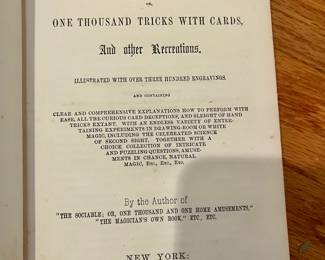 OR,
ONE THOUSAND TRICKS WITH CARDS,
And other Recreations.
ILLUSTRATED WITH OVER THREE HUNDRED ENGRAVINGS.
AND CONTAINING
CLEAR AND COMPREHENSIVE EXPLANATIONS HOW TO PERFORM WITH
EASE, ALL THE CURIOUS CARD DECEPTIONS, AND SLEIGHT OF HAND
TRICKS EXTANT. WITH AN ENDLESS VARIETY OF ENTER-
TAINING EXPERIMENTS IN DRAWING-ROOM OR WHITE
MAGIC, INCLUDING THE CELEBRATED SCIENCE
OF SECOND SIGHT. TOGETHER WITH A
CHOICE COLLECTION OF INTRICATE
AND PUZZLING QUESTIONS, AMUSE-
MENTS IN CHANCE, NATURAL
MAGIC, ETC., ETC., ETC.
By the Author of
"THE SOCIABLE; OR, ONE THOUSAND AND ONE HOME AMUSEMENTS,"
"THE MAGICIAN'S OWN BOOK," ETC., ETC.
NEW YORK: